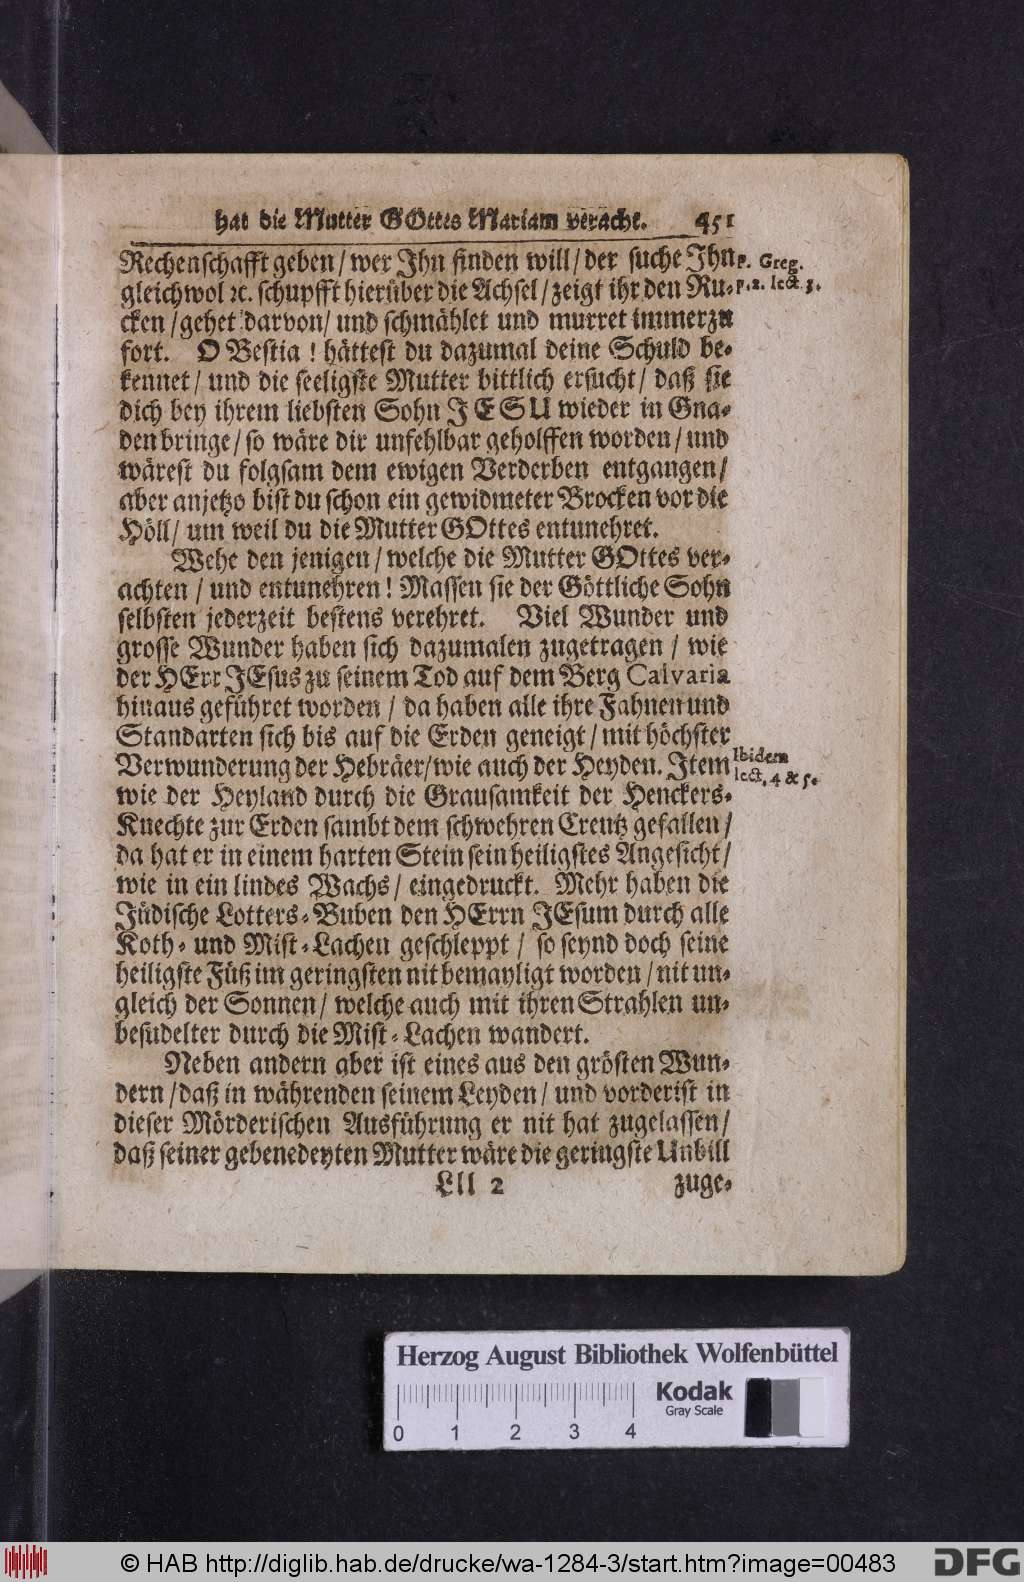 hat die Mutter GOttes Mariam veracht. 451
Rechenschafft geben / wer Ihn finden will / der suche Ihn
P. Greg.
gleichwol ꝛc. schupfft hierüber die Achsel / zeigt ihr den Ru-
p. 2. lect. 3.
cken / gehet darvon / und schmählet und murret immerzu
fort. O Bestia ! hättest du dazumal deine Schuld be-
kennet / und die seeligste Mutter bittlich ersucht / daß sie
dich bey ihrem liebsten Sohn JESU wieder in Gna-
den bringe / so wäre dir unfehlbar geholffen worden / und
wärest du folgsam dem ewigen Verderben entgangen /
aber anjetzo bist du schon ein gewidmeter Brocken vor die
Höll / um weil du die Mutter GOttes entunehret.
Wehe den jenigen / welche die Mutter GOttes ver-
achten / und entunehren ! Massen sie der Göttliche Sohn
selbsten jederzeit bestens verehret. Viel Wunder und
grosse Wunder haben sich dazumalen zugetragen / wie
der HErr JEsus zu seinem Tod auf dem Berg Calvaria
hinaus geführet worden / da haben alle ihre Fahnen und
Standarten sich bis auf die Erden geneigt / mit höchster
Verwunderung der Hebräer / wie auch der Heyden. Item
Ibidem
lect. 4 & 5.
wie der Heyland durch die Grausamkeit der Henckers-
Knechte zur Erden sambt dem schwehren Creutz gefallen /
da hat er in einem harten Stein sein heiligstes Angesicht /
wie in ein lindes Wachs / eingedruckt. Mehr haben die
Jüdische Lotters-Buben den HErrn JEsum durch alle
Koth- und Mist-Lachen geschleppt / so seynd doch seine
heiligste Füß im geringsten nit bemayligt worden / nit un-
gleich der Sonnen / welche auch mit ihren Strahlen un-
besudelter durch die Mist-Lachen wandert.
Neben andern aber ist eines aus den grösten Wun-
dern / daß in währenden seinem Leyden / und vorderist in
dieser Mörderischen Ausführung er nit hat zugelassen /
daß seiner gebenedeyten Mutter wäre die geringste Unbill
Lll 2 zuge-
Herzog August Bibliothek Wolfenbüttel
Kodak
Gray Scale
0 1 2 3 4
© HAB http://diglib.hab.de/drucke/wa-1284-3/start.htm?image=00483
DFG